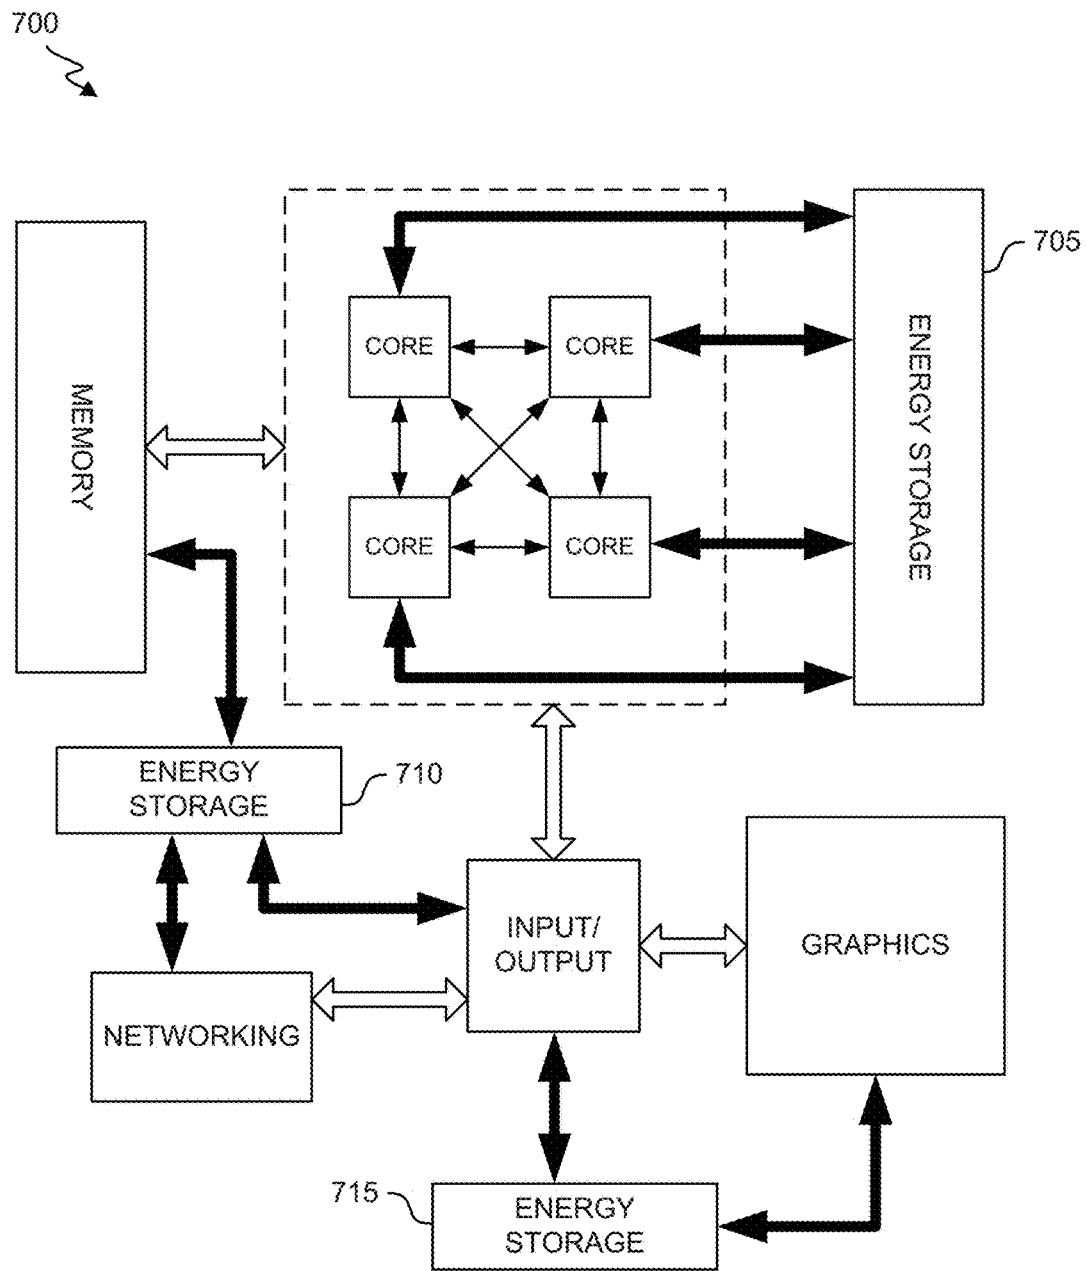 700
705
MEMORY
CORE
CORE
CORE
CORE
ENERGY STORAGE
ENERGY
STORAGE
710
INPUT/
OUTPUT
GRAPHICS
NETWORKING
715
ENERGY
STORAGE